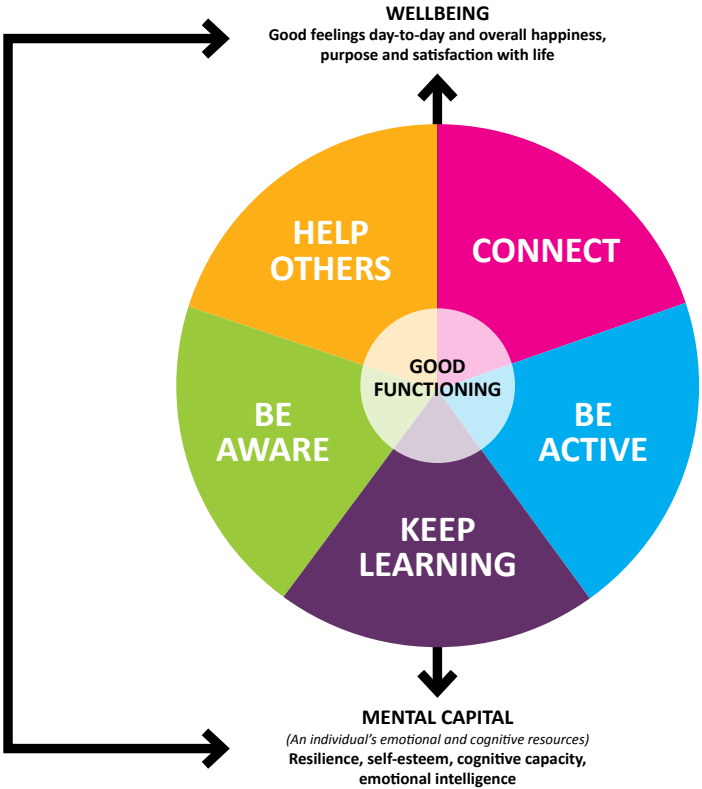 WELLBEING
Good feelings day-to-day and overall happiness,
purpose and satisfaction with life
HELP
OTHERS
CONNECT
GOOD
FUNCTIONING
BE
AWARE
BE
ACTIVE
KEEP
LEARNING
MENTAL CAPITAL
(An individual's emotional and cognitive resources)
Resilience, self-esteem, cognitive capacity,
emotional intelligence